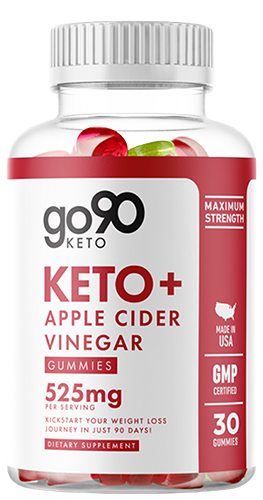 go90
KETO
KETO+
APPLE CIDER
VINEGAR
GUMMIES
525mg
PER SERVING
KICKSTART YOUR WEIGHT LOSS
JOURNEY IN JUST 90 DAYS!
DIETARY SUPPLEMENT
MAXIMUM
STRENGTH
MADE IN
USA
GMP
CERTIFIED
30
GUMMIES